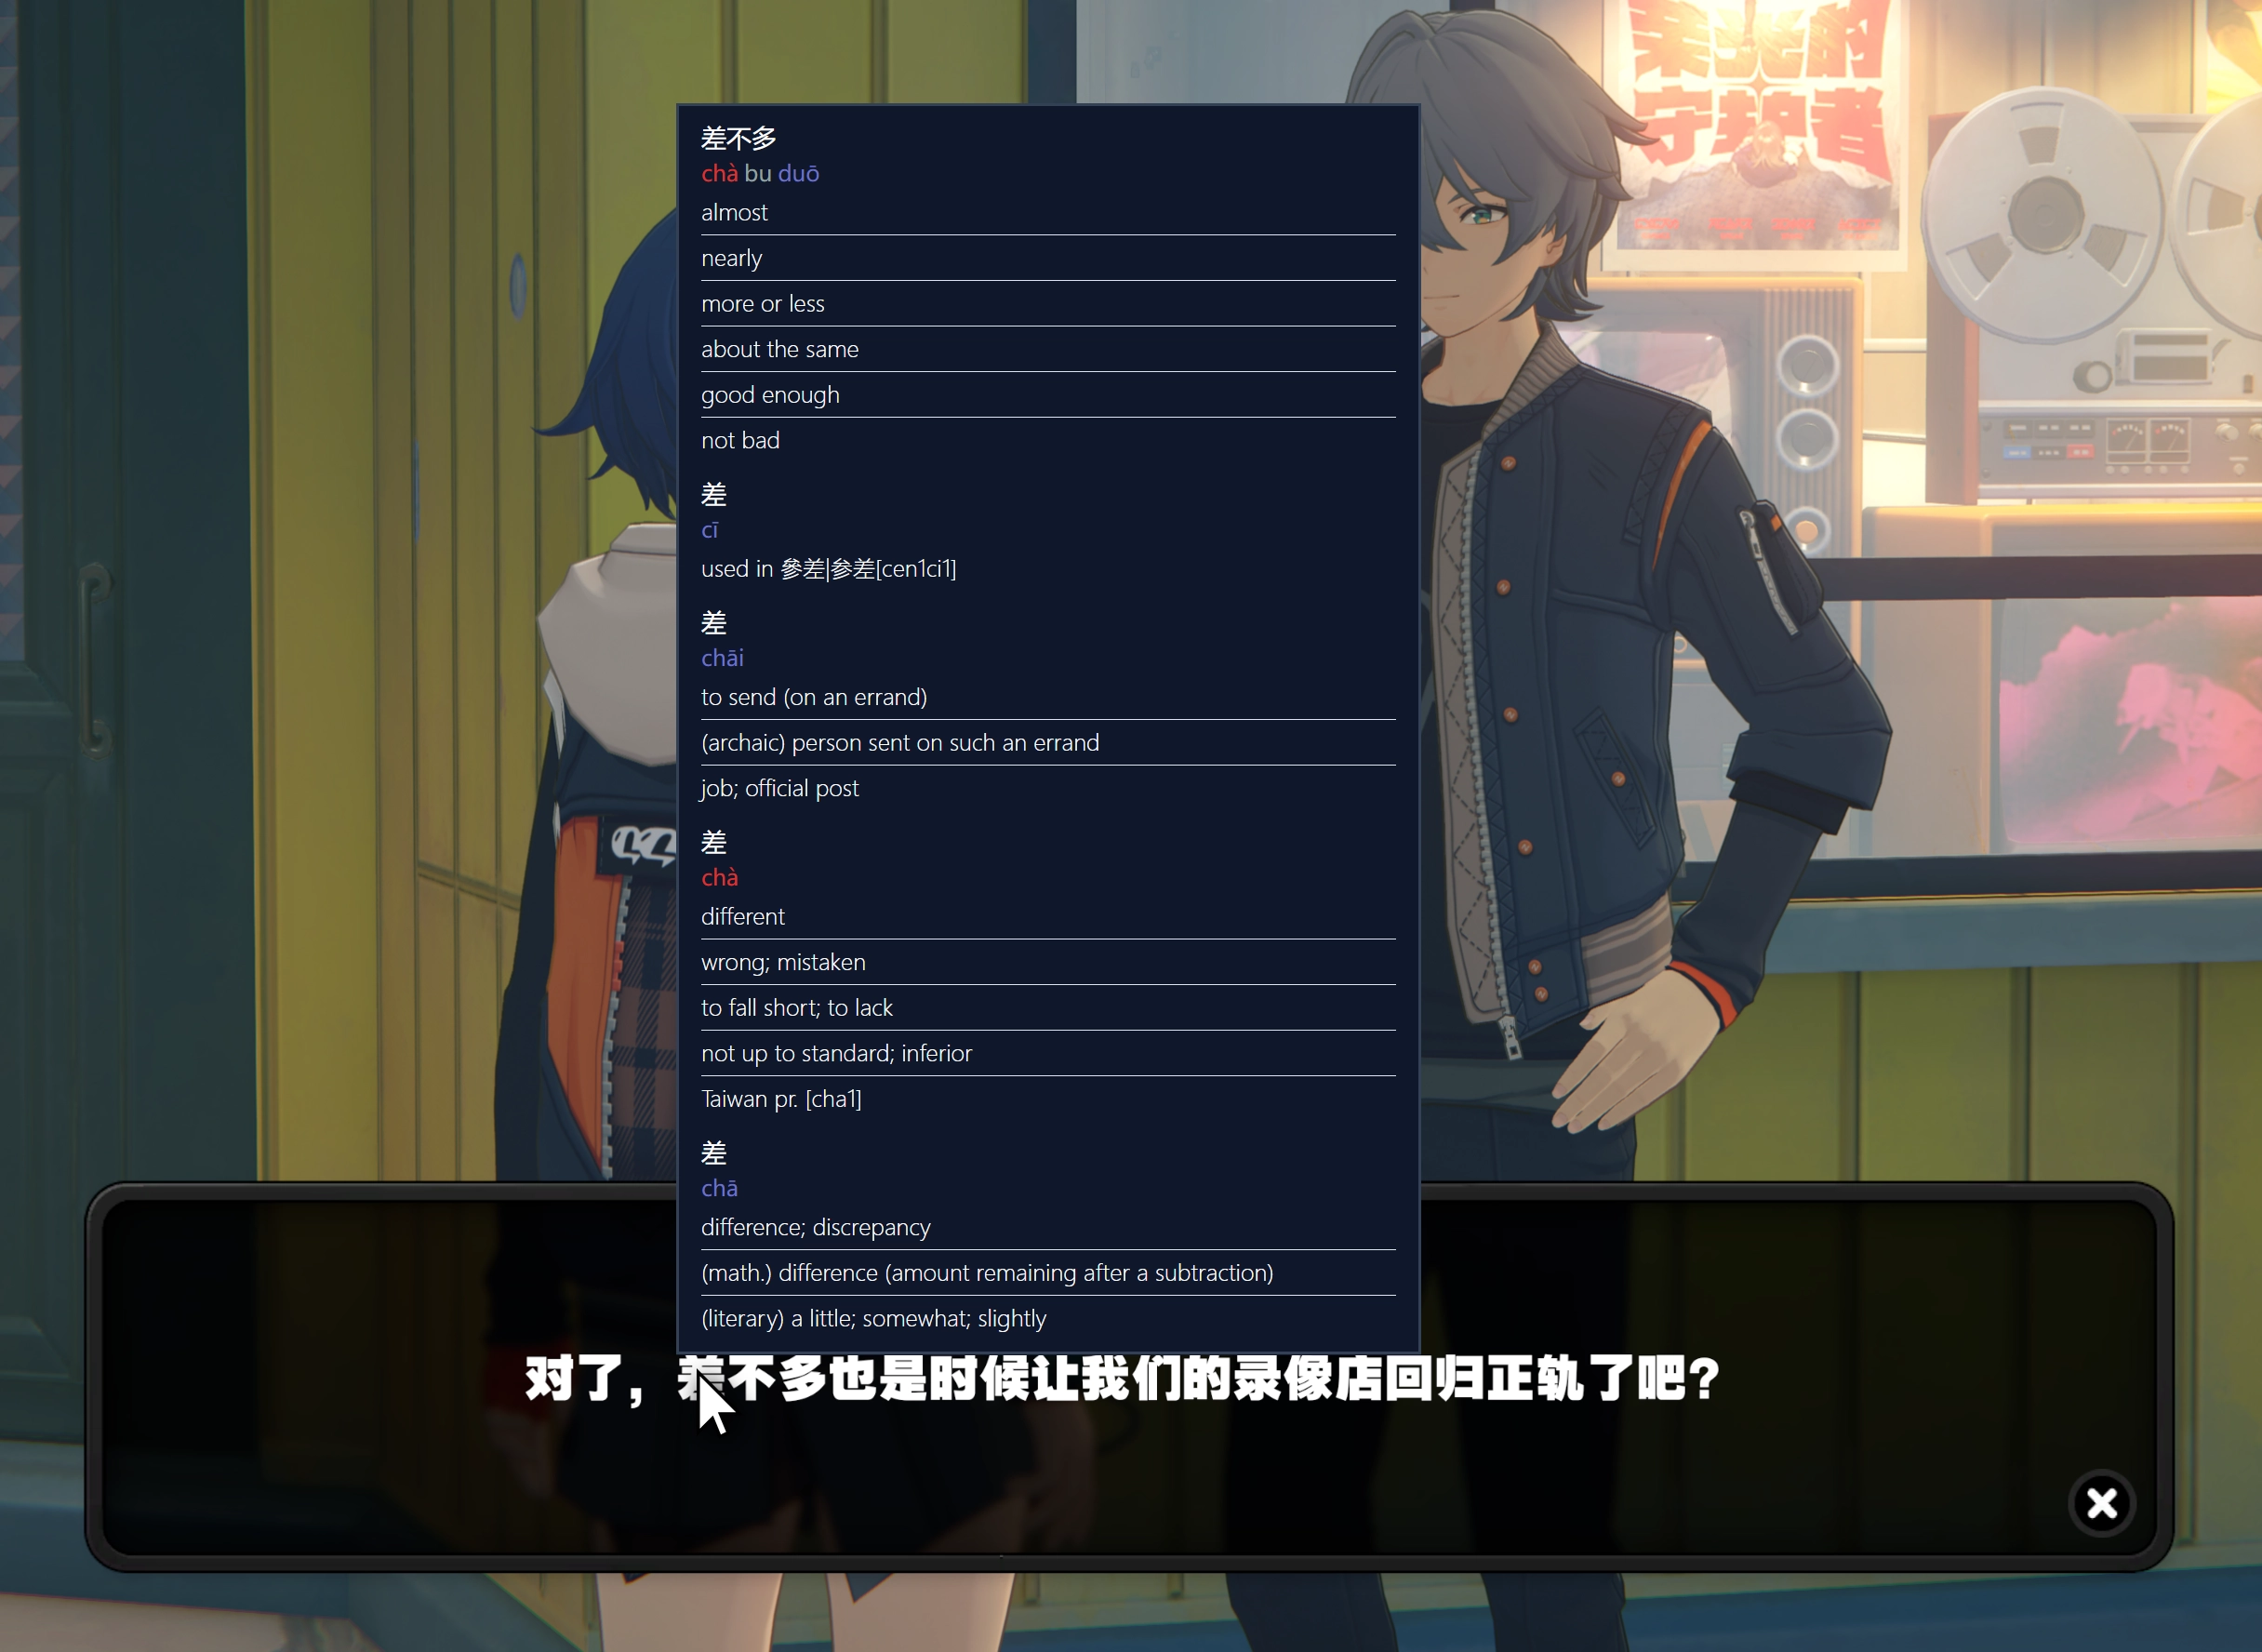 差不多
chà bu duō
almost
nearly
more or less
about the same
good enough
not bad
差
cī
used in 參差|参差[cen1ci1]
差
chāi
to send (on an errand)
(archaic) person sent on such an errand
job; official post
差
chà
different
wrong; mistaken
to fall short; to lack
not up to standard; inferior
Taiwan pr. [cha1]
差
chā
difference; discrepancy
(math.) difference (amount remaining after a subtraction)
(literary) a little; somewhat; slightly
对了，差不多也是时候让我们的录像店回归正轨了吧？
守护者